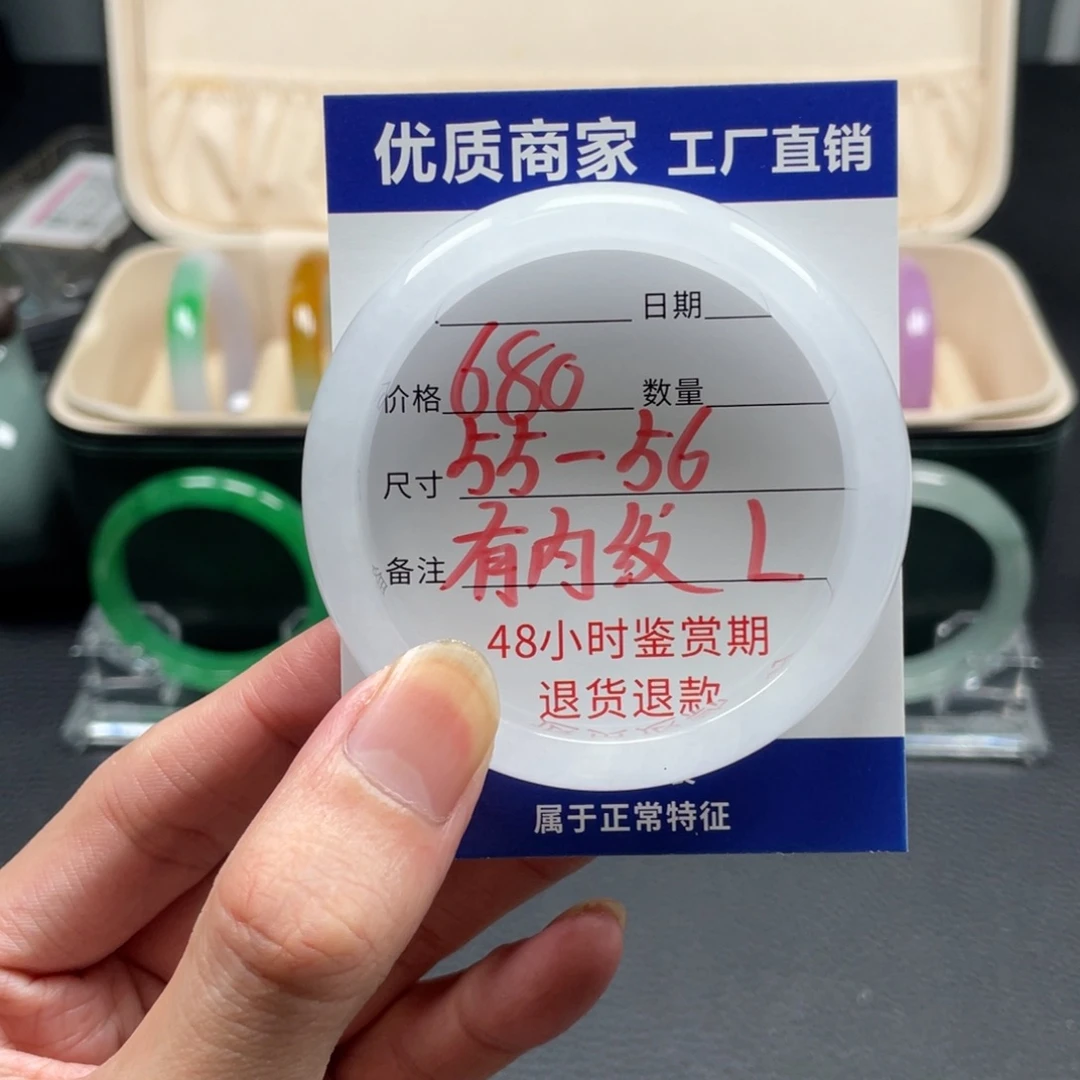 优质商家 工厂直销
日期
价格 680 数量
尺寸 55-56
备注 有内纹 L
48小时鉴赏期
退货退款
属于正常特征